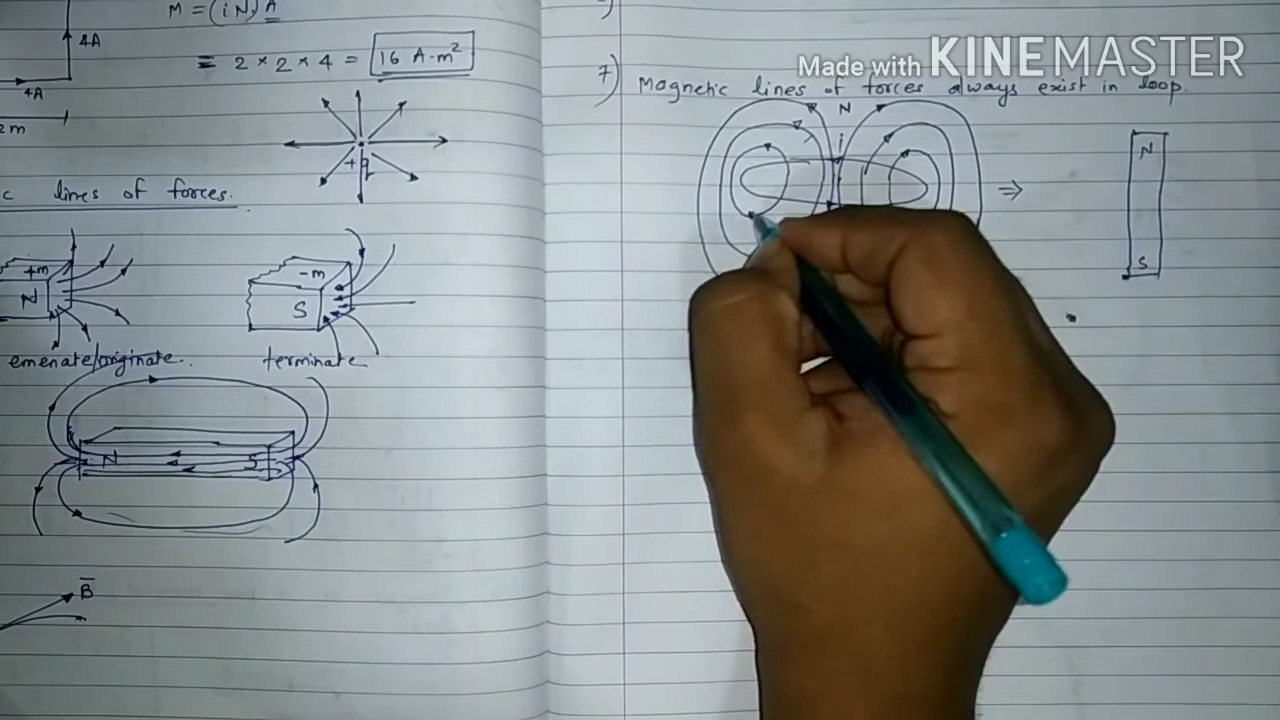 M = (iN) A
4A
= 2 × 2 × 4 = 16 A·m²
4A
2m
+q
c lines of forces.
+m
N
-m
S
emenate/originate.
terminate
N
S
B̅
Made with KINEMASTER
7) Magnetic lines of forces always exist in loop.
N
i
⇒
N
S